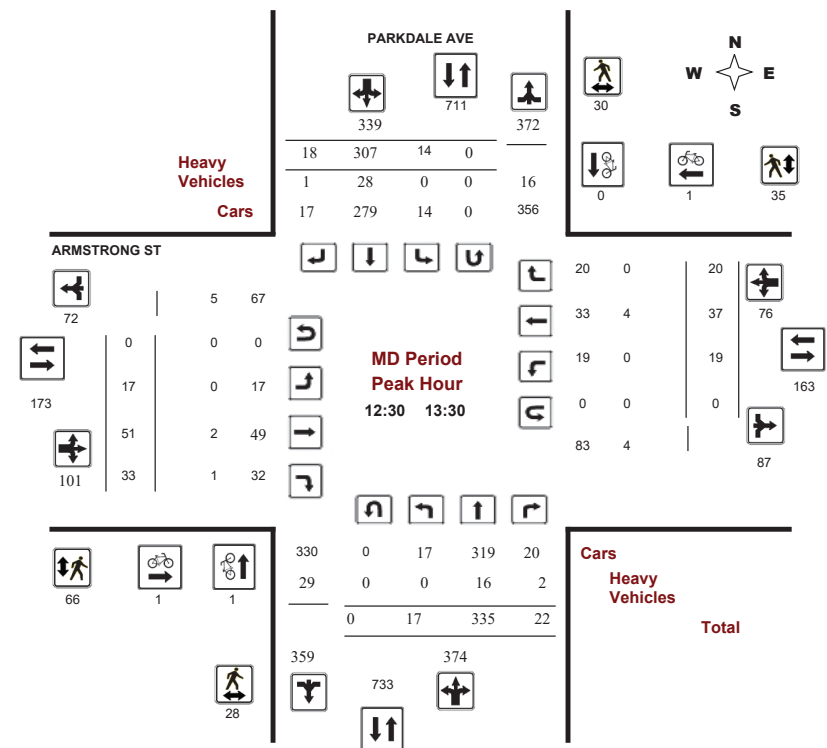 PARKDALE AVE
N
W E
S
711
30
339 372
18 307 14 0
Heavy
Vehicles
1 28 0 0 16
0 1 35
Cars
17 279 14 0 356
ARMSTRONG ST
72
5 67
20 0 20
33 4 37 76
0 0 0
MD Period
Peak Hour
12:30 13:30
19 0 19
173
17 0 17
163
0 0 0
51 2 49
83 4
87
101
33 1 32
330 0 17 319 20
Cars
29 0 0 16 2
Heavy
Vehicles
66 1 1
0 17 335 22
Total
359 374
733
28